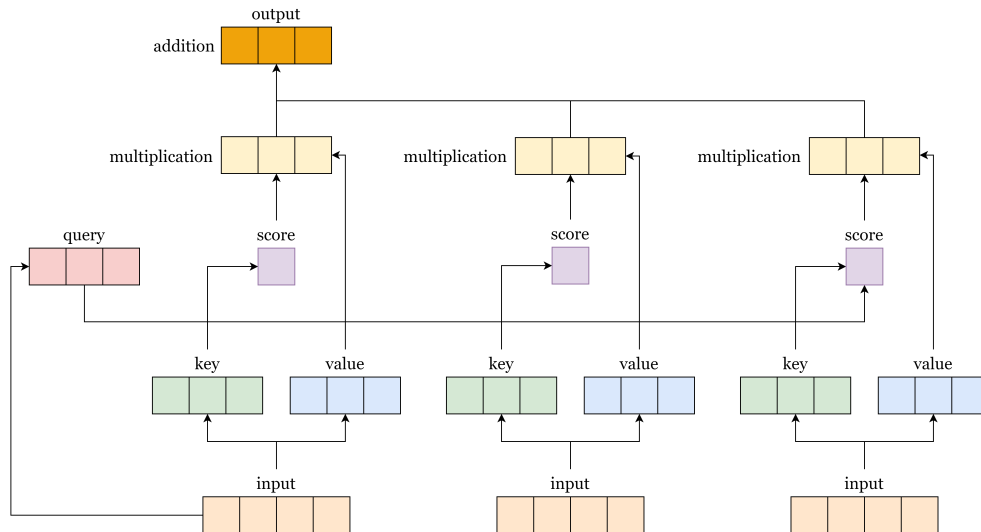 output
addition
multiplication
multiplication
multiplication
query
score
score
score
key
value
key
value
key
value
input
input
input